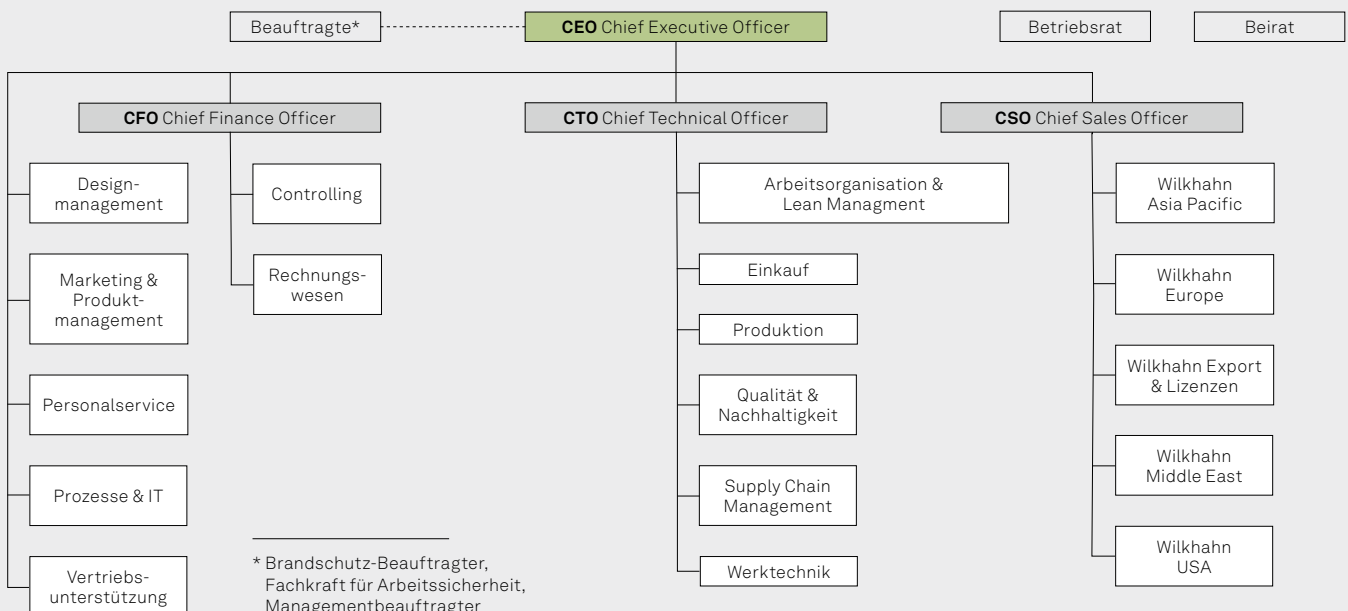 Beauftragte*
CEO Chief Executive Officer
Betriebsrat
Beirat
CFO Chief Finance Officer
CTO Chief Technical Officer
CSO Chief Sales Officer
Design-
management
Marketing &
Produkt-
management
Personalservice
Prozesse & IT
Vertriebs-
unterstützung
Controlling
Rechnungs-
wesen
Arbeitsorganisation &
Lean Managment
Einkauf
Produktion
Qualität &
Nachhaltigkeit
Supply Chain
Management
Werktechnik
Wilkhahn
Asia Pacific
Wilkhahn
Europe
Wilkhahn Export
& Lizenzen
Wilkhahn
Middle East
Wilkhahn
USA
* Brandschutz-Beauftragter,
Fachkraft für Arbeitssicherheit,
Managementbeauftragter